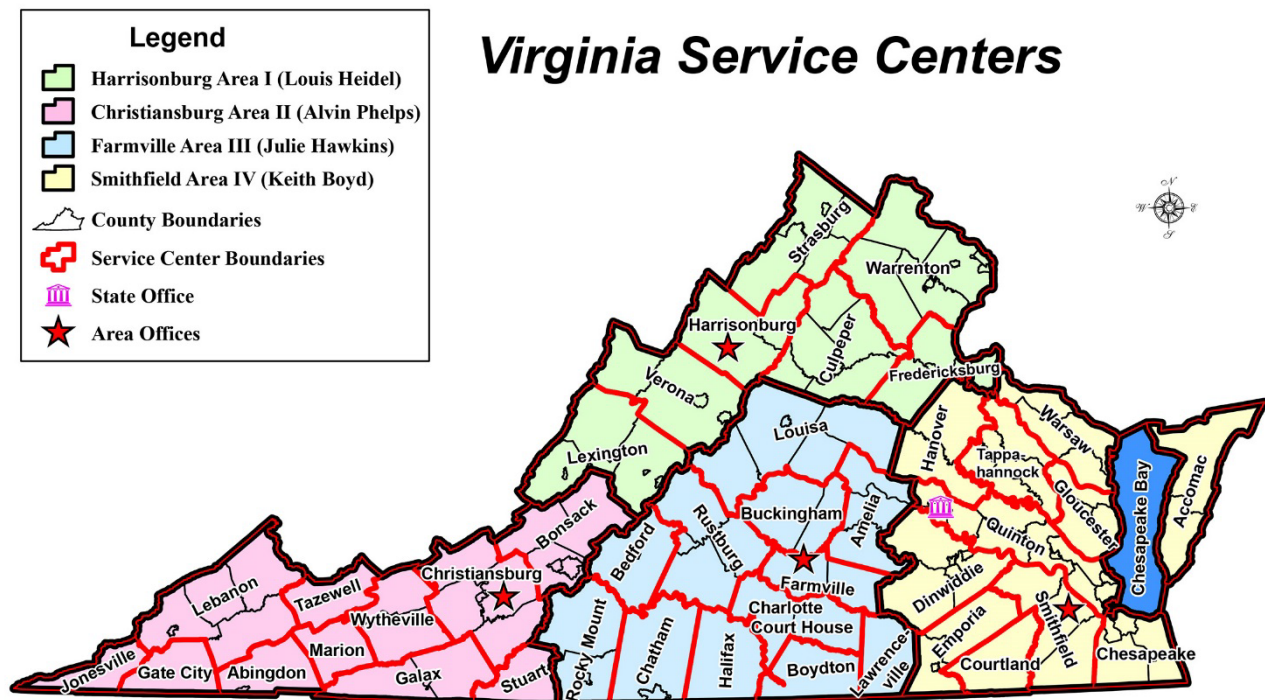 Legend
Harrisonburg Area I (Louis Heidel)
Christiansburg Area II (Alvin Phelps)
Farmville Area III (Julie Hawkins)
Smithfield Area IV (Keith Boyd)
County Boundaries
Service Center Boundaries
State Office
Area Offices
Virginia Service Centers
N
W
E
S
Strasburg
Warrenton
Harrisonburg
Culpeper
Fredericksburg
Verona
Lexington
Louisa
Hanover
Warsaw
Tappa-
hannock
Gloucester
Chesapeake Bay
Accomac
Buckingham
Amelia
Rustburg
Bedford
Bonsack
Quinton
Farmville
Christiansburg
Lebanon
Tazewell
Wytheville
Dinwiddie
Smithfield
Charlotte
Court House
Rocky Mount
Chatham
Halifax
Boydton
Lawrence-
ville
Emporia
Courtland
Chesapeake
Jonesville
Gate City
Abingdon
Marion
Galax
Stuart